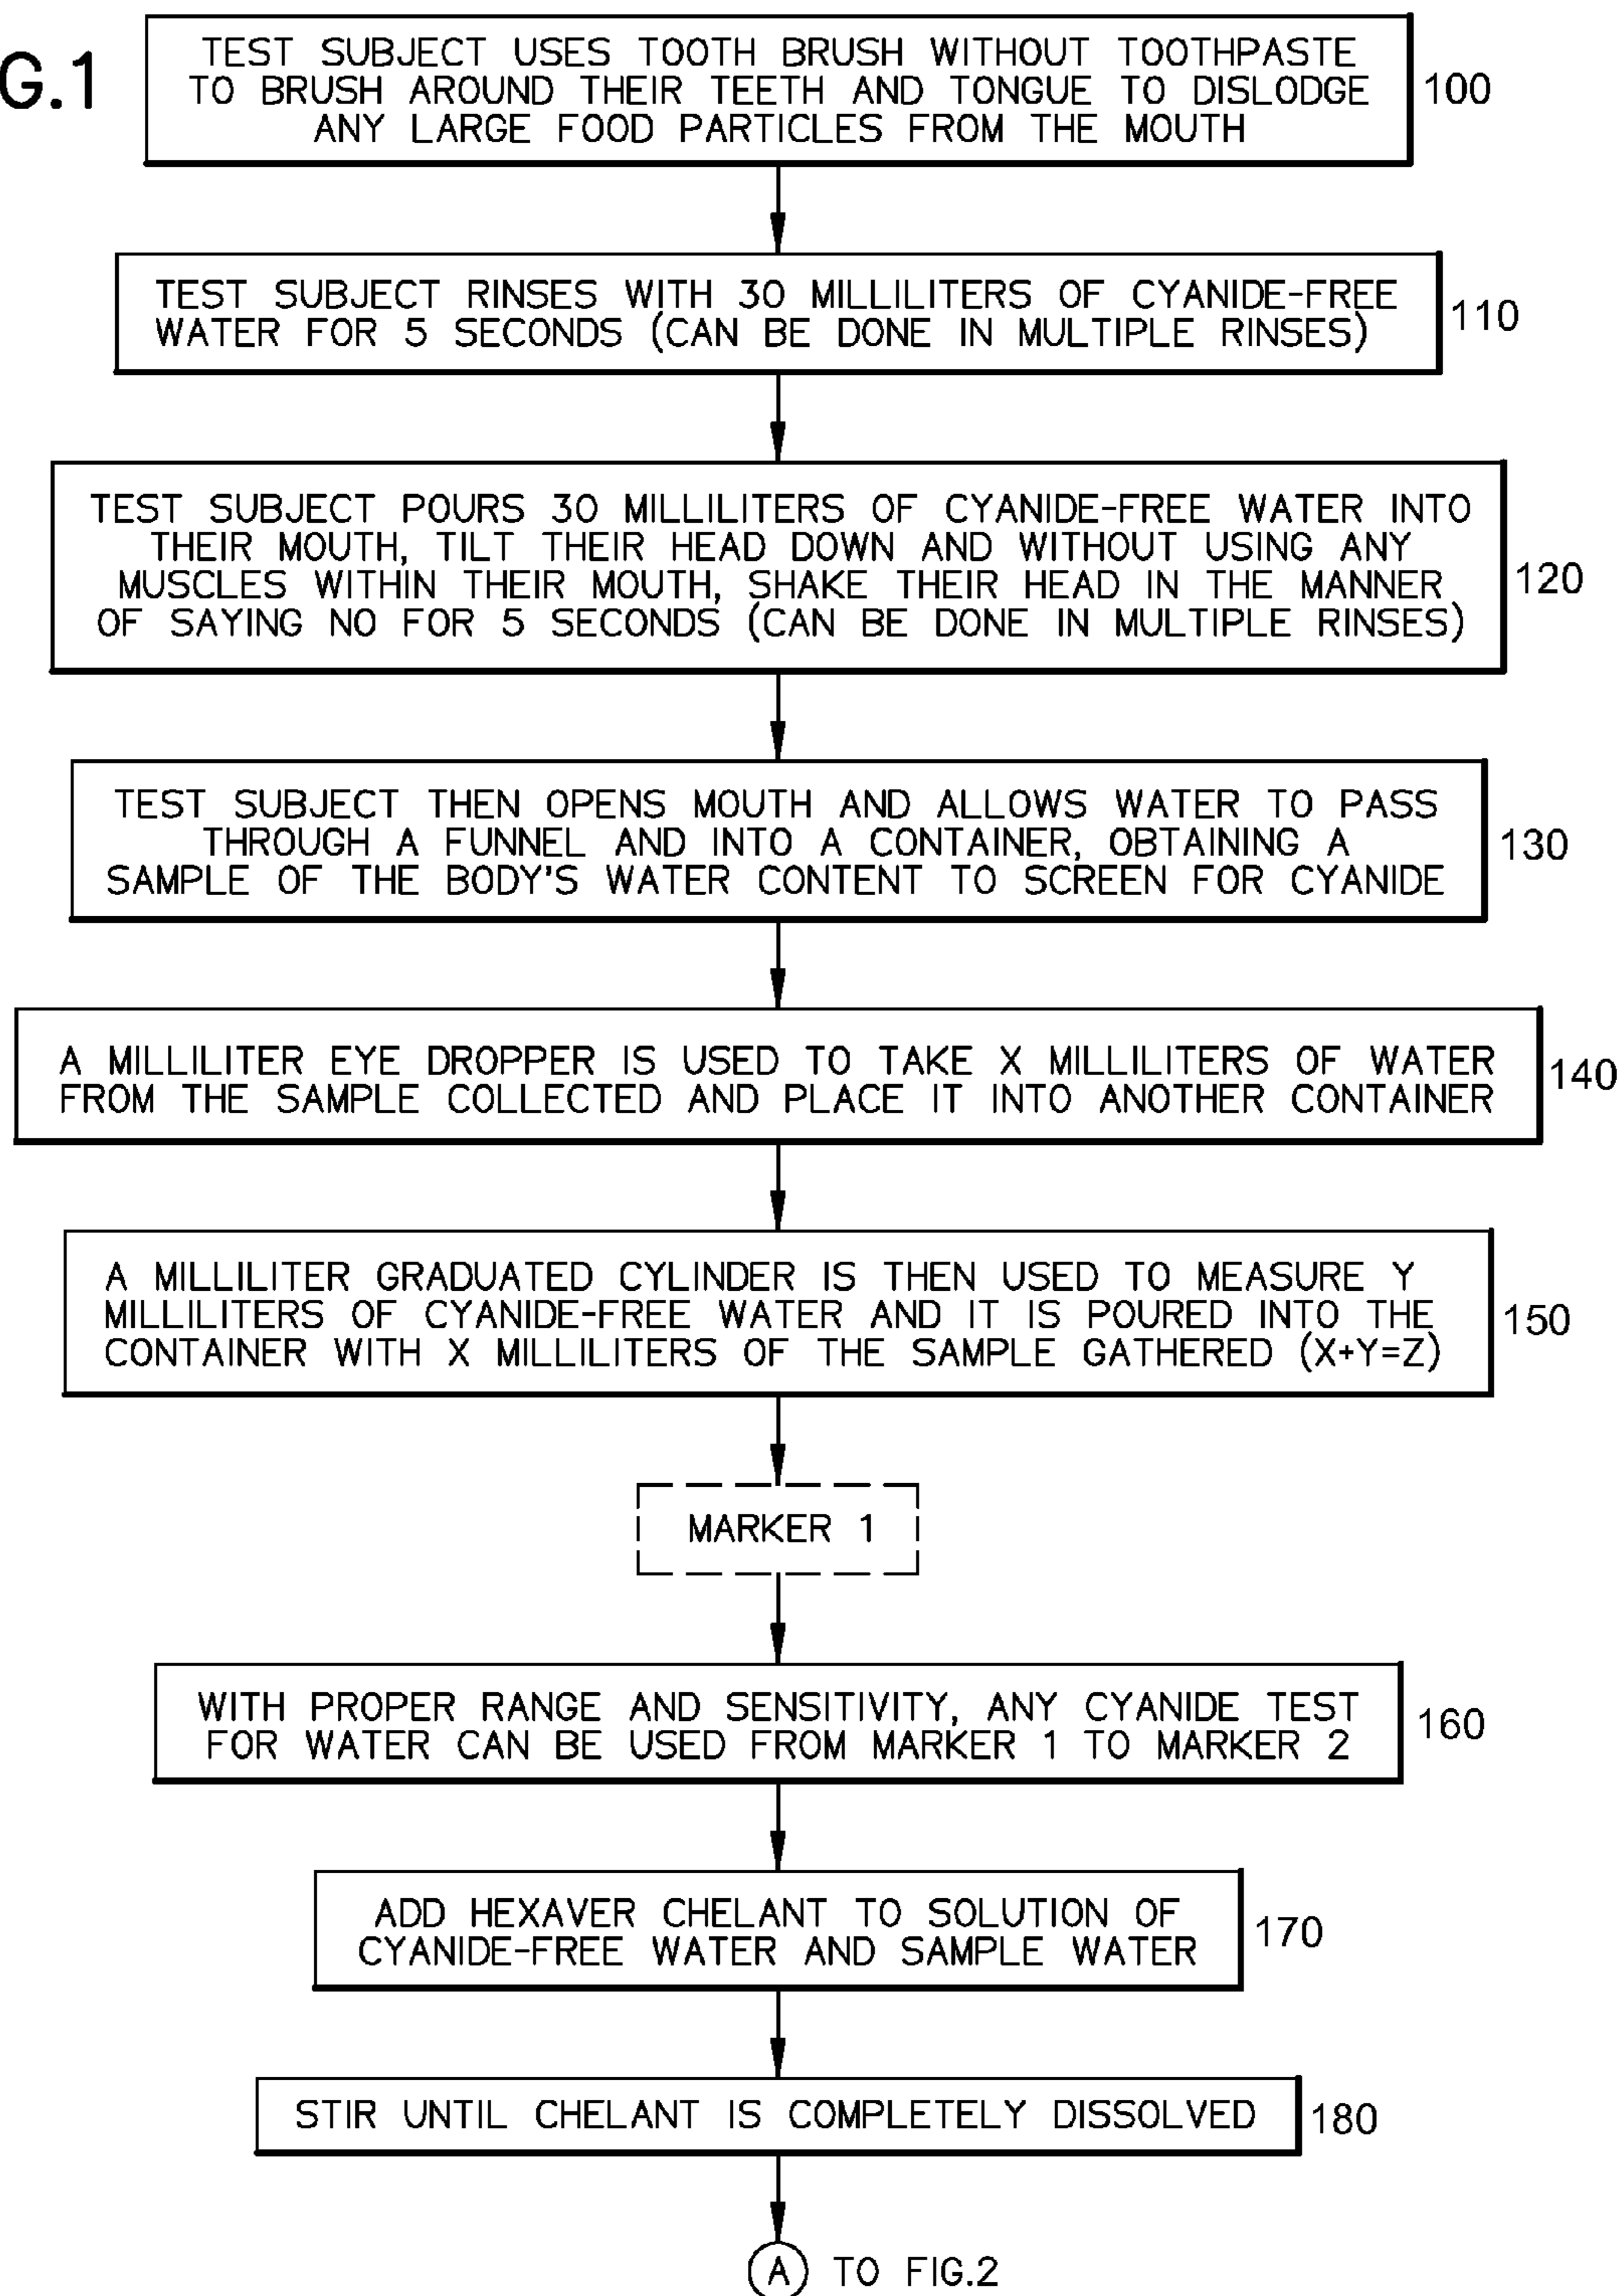 G.1
TEST SUBJECT USES TOOTH BRUSH WITHOUT TOOTHPASTE
TO BRUSH AROUND THEIR TEETH AND TONGUE TO DISLODGE
ANY LARGE FOOD PARTICLES FROM THE MOUTH
100
TEST SUBJECT RINSES WITH 30 MILLILITERS OF CYANIDE-FREE
WATER FOR 5 SECONDS (CAN BE DONE IN MULTIPLE RINSES)
110
TEST SUBJECT POURS 30 MILLILITERS OF CYANIDE-FREE WATER INTO
THEIR MOUTH, TILT THEIR HEAD DOWN AND WITHOUT USING ANY
MUSCLES WITHIN THEIR MOUTH, SHAKE THEIR HEAD IN THE MANNER
OF SAYING NO FOR 5 SECONDS (CAN BE DONE IN MULTIPLE RINSES)
120
TEST SUBJECT THEN OPENS MOUTH AND ALLOWS WATER TO PASS
THROUGH A FUNNEL AND INTO A CONTAINER, OBTAINING A
SAMPLE OF THE BODY'S WATER CONTENT TO SCREEN FOR CYANIDE
130
A MILLILITER EYE DROPPER IS USED TO TAKE X MILLILITERS OF WATER
FROM THE SAMPLE COLLECTED AND PLACE IT INTO ANOTHER CONTAINER
140
A MILLILITER GRADUATED CYLINDER IS THEN USED TO MEASURE Y
MILLILITERS OF CYANIDE-FREE WATER AND IT IS POURED INTO THE
CONTAINER WITH X MILLILITERS OF THE SAMPLE GATHERED (X+Y=Z)
150
MARKER 1
WITH PROPER RANGE AND SENSITIVITY, ANY CYANIDE TEST
FOR WATER CAN BE USED FROM MARKER 1 TO MARKER 2
160
ADD HEXAVER CHELANT TO SOLUTION OF
CYANIDE-FREE WATER AND SAMPLE WATER
170
STIR UNTIL CHELANT IS COMPLETELY DISSOLVED
180
A TO FIG.2